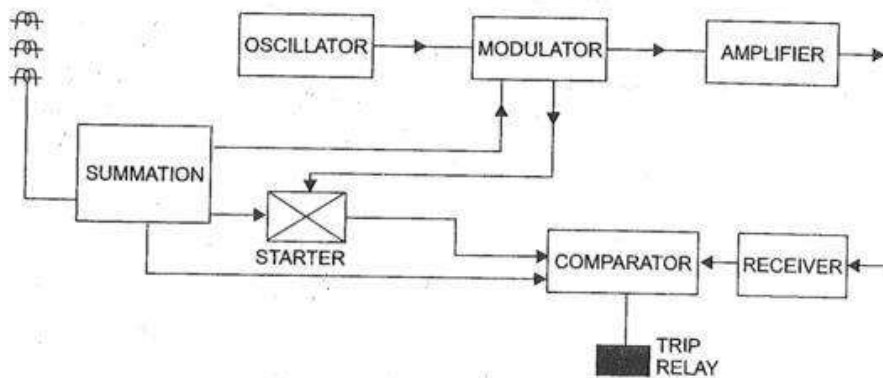 OSCILLATOR
MODULATOR
AMPLIFIER
SUMMATION
STARTER
COMPARATOR
RECEIVER
TRIP
RELAY